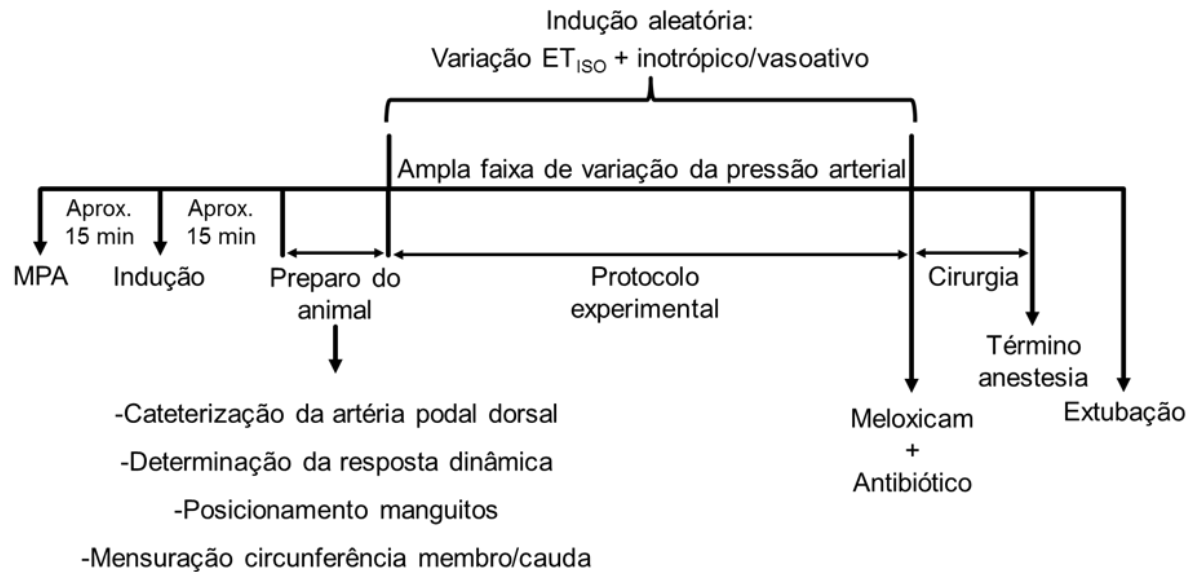 Indução aleatória:
Variação ETISO + inotrópico/vasoativo
Ampla faixa de variação da pressão arterial
Aprox.
15 min
Aprox.
15 min
MPA
Indução
Preparo do
animal
Protocolo
experimental
Cirurgia
Término
anestesia
Extubação
Meloxicam
+
Antibiótico
-Cateterização da artéria podal dorsal
-Determinação da resposta dinâmica
-Posicionamento manguitos
-Mensuração circunferência membro/cauda